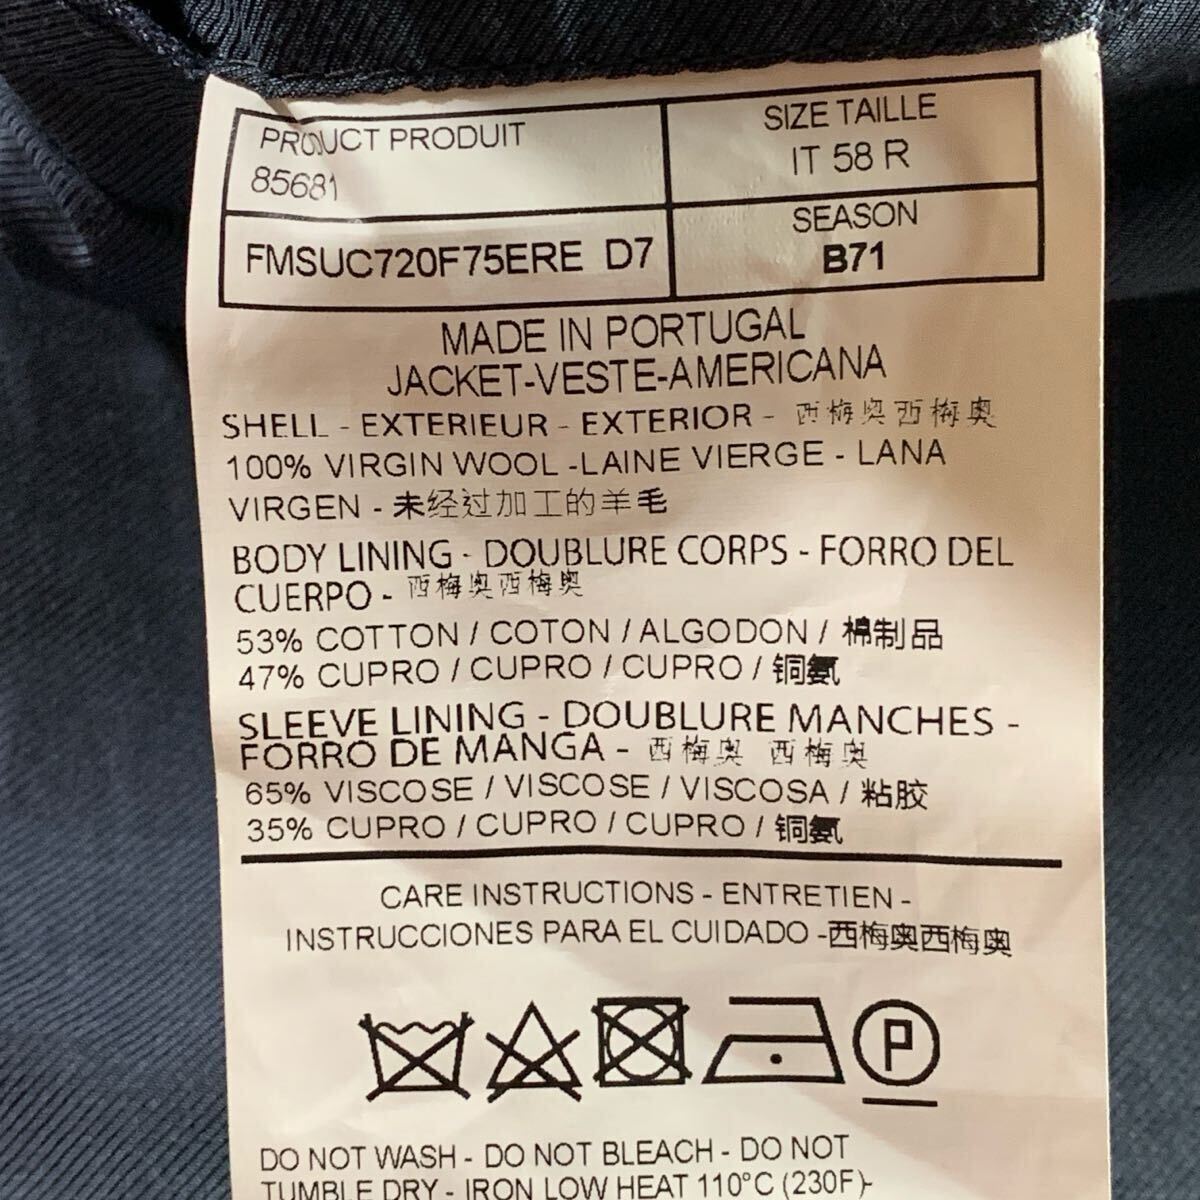 PRODUCT PRODUIT
85681
SIZE TAILLE
IT 58 R
FMSUC720F75ERE D7
SEASON
B71
MADE IN PORTUGAL
JACKET-VESTE-AMERICANA
SHELL - EXTERIEUR - EXTERIOR - 西梅奥西梅奥
100% VIRGIN WOOL -LAINE VIERGE - LANA
VIRGEN - 未经过加工的羊毛
BODY LINING - DOUBLURE CORPS - FORRO DEL
CUERPO - 西梅奥西梅奥
53% COTTON / COTON / ALGODON / 棉制品
47% CUPRO / CUPRO / CUPRO / 铜氨
SLEEVE LINING - DOUBLURE MANCHES -
FORRO DE MANGA - 西梅奥 西梅奥
65% VISCOSE / VISCOSE / VISCOSA / 粘胶
35% CUPRO / CUPRO / CUPRO / 铜氨
CARE INSTRUCTIONS - ENTRETIEN -
INSTRUCCIONES PARA EL CUIDADO -西梅奥西梅奥
P
DO NOT WASH - DO NOT BLEACH - DO NOT
TUMBLE DRY - IRON LOW HEAT 110°C (230F)-